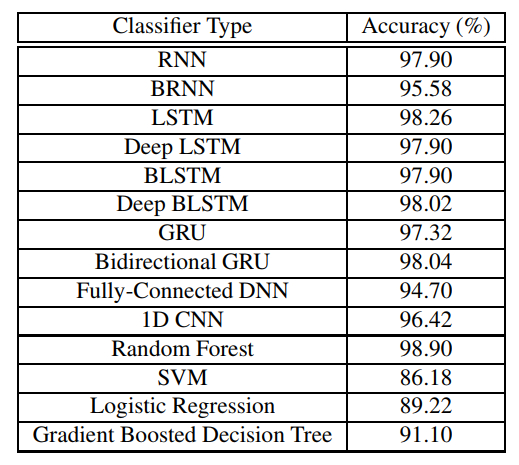 Classifier Type Accuracy (%)
RNN 97.90
BRNN 95.58
LSTM 98.26
Deep LSTM 97.90
BLSTM 97.90
Deep BLSTM 98.02
GRU 97.32
Bidirectional GRU 98.04
Fully-Connected DNN 94.70
1D CNN 96.42
Random Forest 98.90
SVM 86.18
Logistic Regression 89.22
Gradient Boosted Decision Tree 91.10